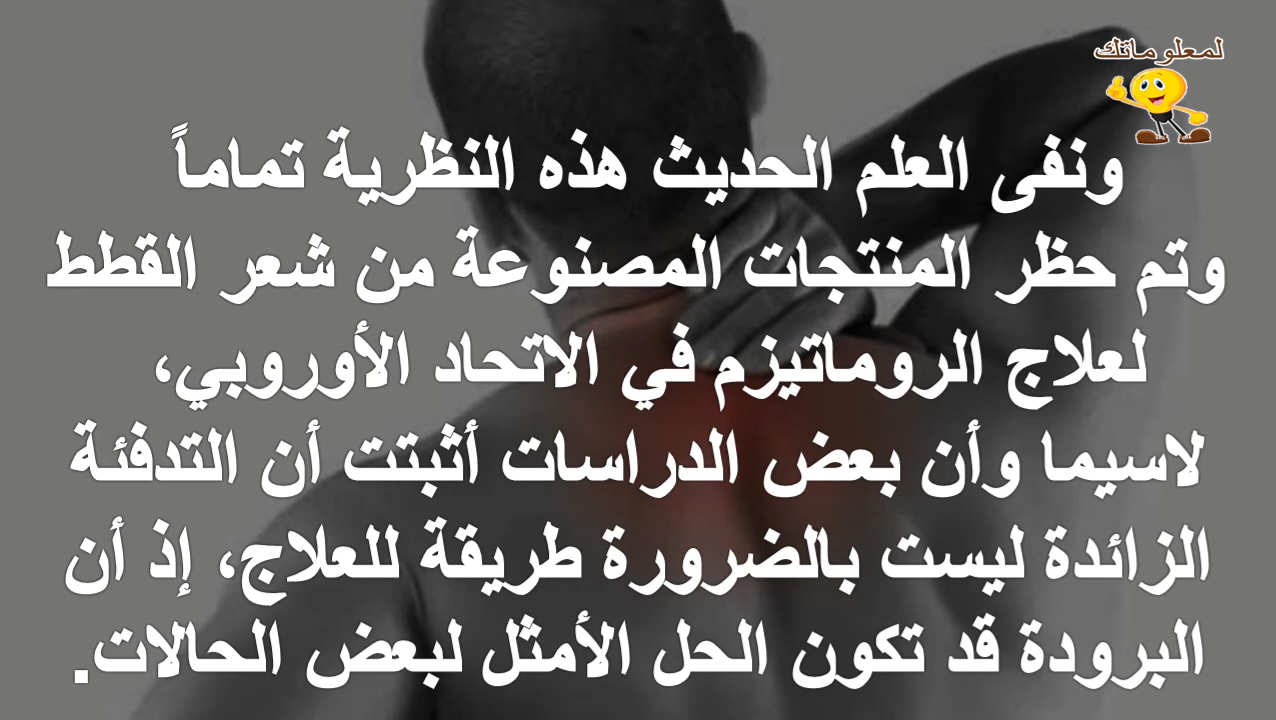 لمعلوماتك
ونفى العلم الحديث هذه النظرية تماماً
وتم حظر المنتجات المصنوعة من شعر القطط
لعلاج الروماتيزم في الاتحاد الأوروبي،
لاسيما وأن بعض الدراسات أثبتت أن التدفئة
الزائدة ليست بالضرورة طريقة للعلاج، إذ أن
البرودة قد تكون الحل الأمثل لبعض الحالات.